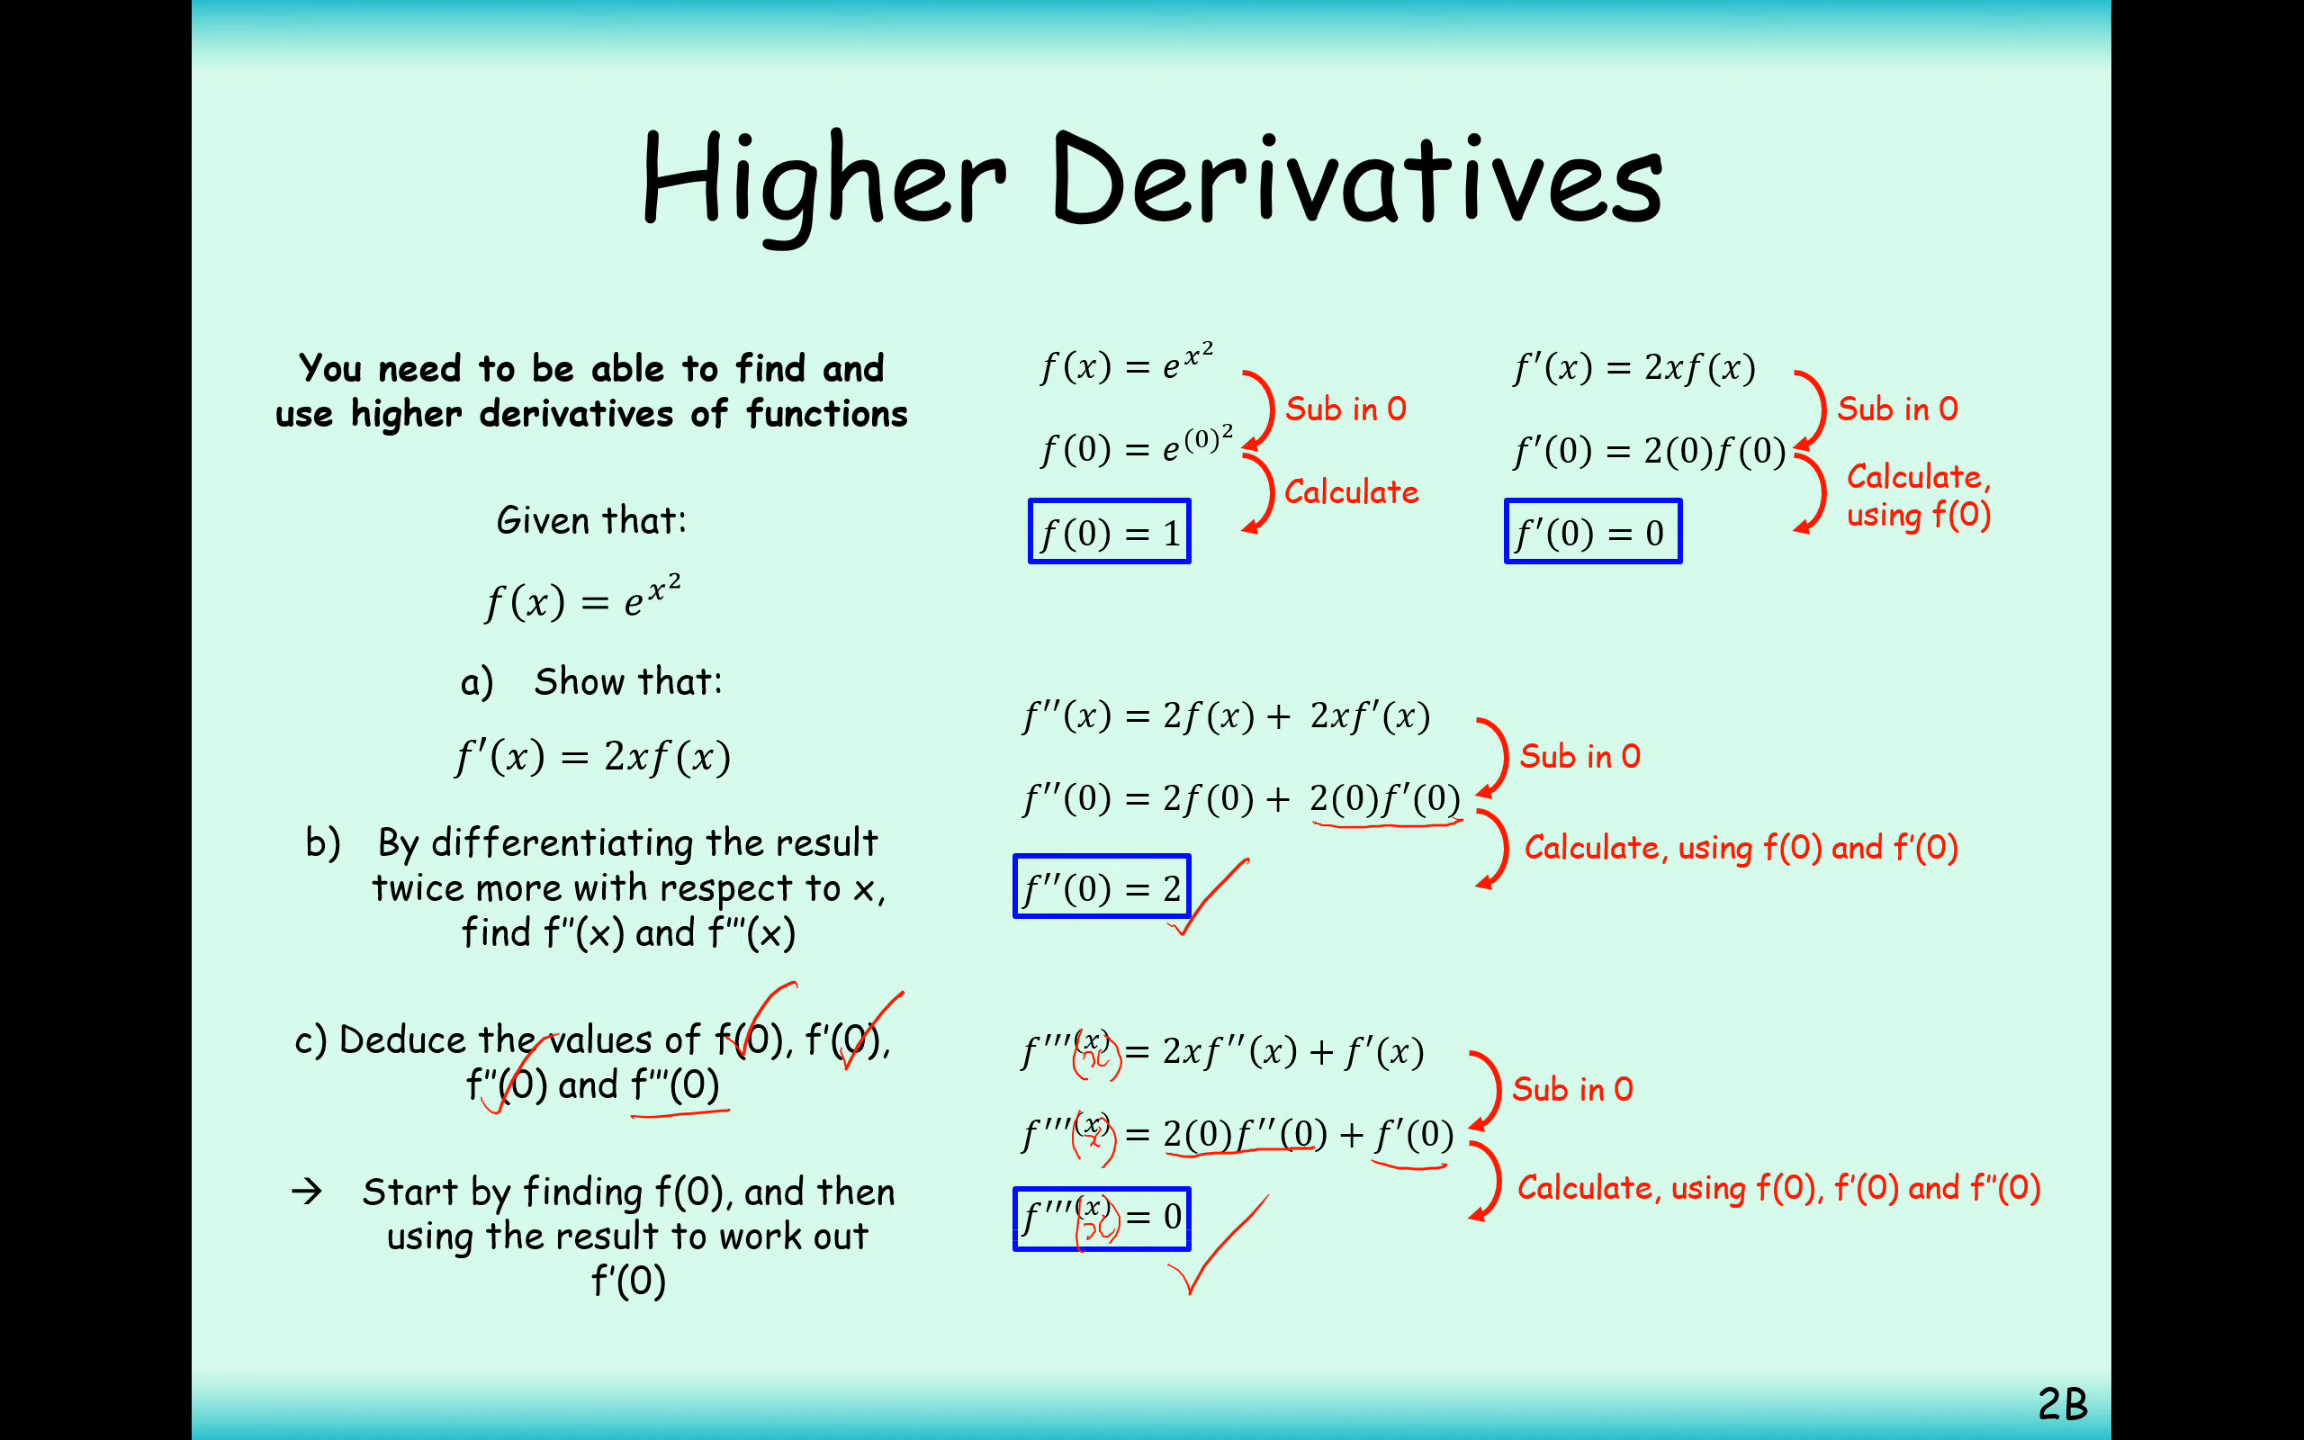 Higher Derivatives
You need to be able to find and
use higher derivatives of functions
Given that:
f(x) = e^{x^2}
a) Show that:
f′(x) = 2xf(x)
b) By differentiating the result
twice more with respect to x,
find f’’(x) and f’’’(x)
c) Deduce the values of f(0), f’(0),
f’’(0) and f’’’(0)
→ Start by finding f(0), and then
using the result to work out
f’(0)
f(x) = e^{x^2}
Sub in 0
f(0) = e^{(0)^2}
Calculate
f(0) = 1
f′(x) = 2xf(x)
Sub in 0
f′(0) = 2(0)f(0)
Calculate,
using f(0)
f′(0) = 0
f′′(x) = 2f(x) + 2xf′(x)
Sub in 0
f′′(0) = 2f(0) + 2(0)f′(0)
Calculate, using f(0) and f’(0)
f′′(0) = 2
f′′′(x) = 2xf′′(x) + f′(x)
Sub in 0
f′′′(x) = 2(0)f′′(0) + f′(0)
Calculate, using f(0), f’(0) and f’’(0)
f′′′(x) = 0
(x)
(x)
(x)
2B